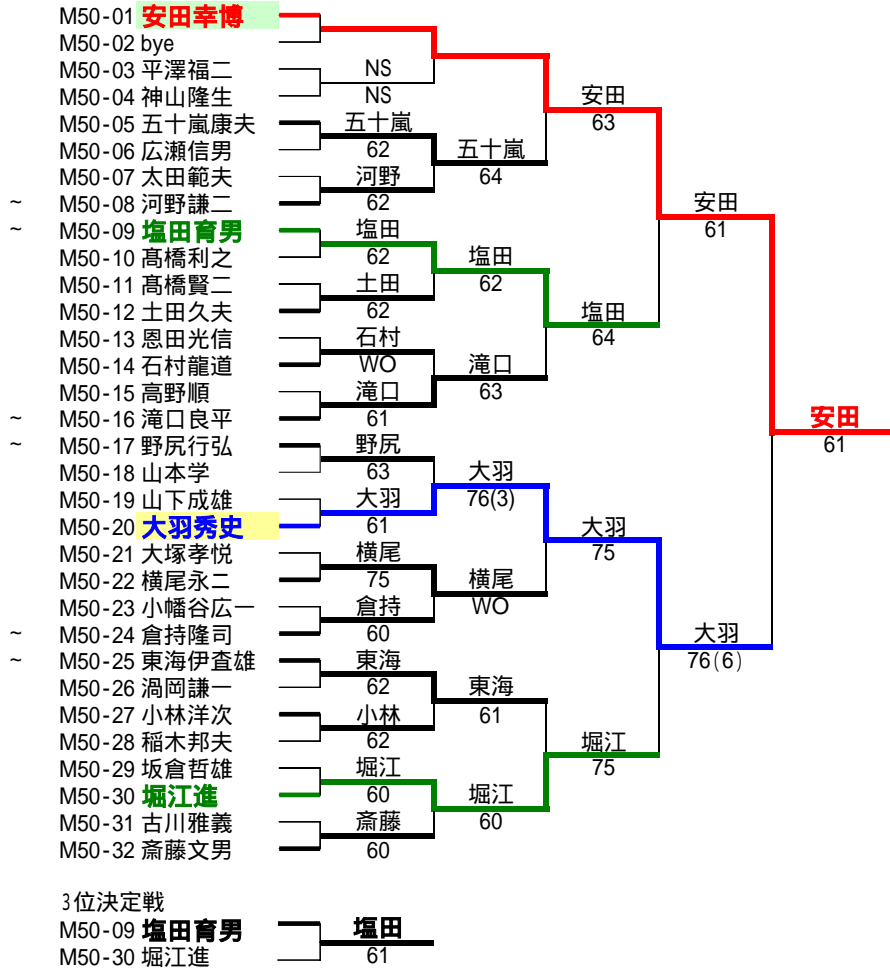 M50-01 安田幸博
M50-02 bye
M50-03 平澤福二 NS
M50-04 神山隆生 NS 安田
63
M50-05 五十嵐康夫 五十嵐
M50-06 広瀬信男 62 五十嵐
64
M50-07 太田範夫 河野
~ M50-08 河野謙二 62 安田
61
~ M50-09 塩田育男 塩田
M50-10 髙橋利之 62 塩田
62
M50-11 髙橋賢二 土田
M50-12 土田久夫 62 塩田
64
M50-13 恩田光信 石村
M50-14 石村龍道 WO 滝口
63
M50-15 高野順 滝口
~ M50-16 滝口良平 61 安田
61
~ M50-17 野尻行弘 野尻
M50-18 山本学 63 大羽
76(3)
M50-19 山下成雄 大羽
M50-20 大羽秀史 61 大羽
75
M50-21 大塚孝悦 横尾
M50-22 横尾永二 75 横尾
WO
M50-23 小幡谷広一 倉持
~ M50-24 倉持隆司 60 大羽
76(6)
~ M50-25 東海伊査雄 東海
M50-26 渦岡謙一 62 東海
61
M50-27 小林洋次 小林
M50-28 稲木邦夫 62 堀江
75
M50-29 坂倉哲雄 堀江
M50-30 堀江進 60 堀江
60
M50-31 古川雅義 斎藤
M50-32 斎藤文男 60
3位決定戦
M50-09 塩田育男 塩田
M50-30 堀江進 61